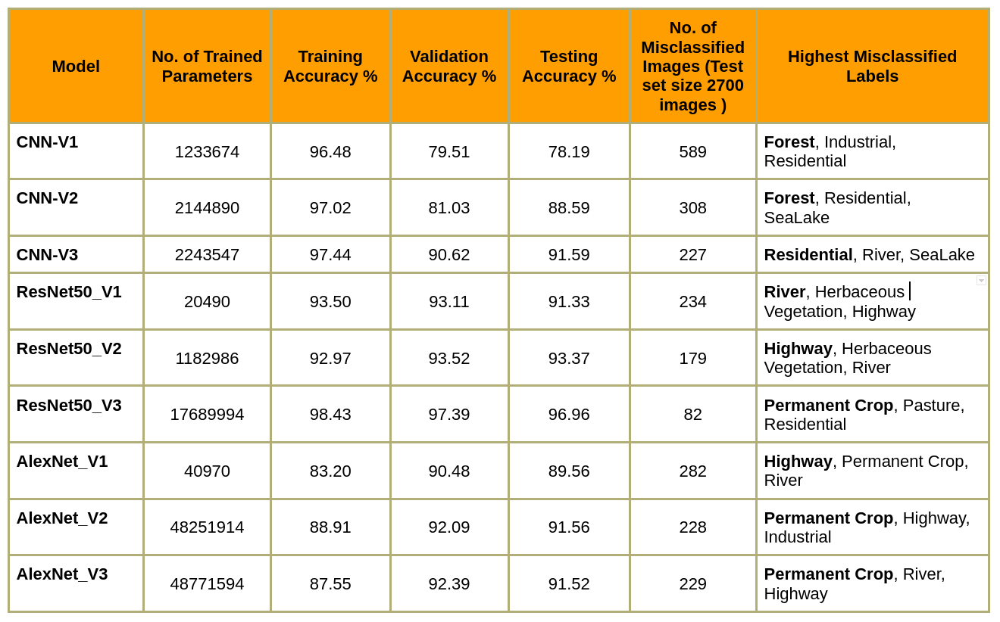 Model
No. of Trained
Parameters
Training
Accuracy %
Validation
Accuracy %
Testing
Accuracy %
No. of
Misclassified
Images (Test
set size 2700
images )
Highest Misclassified
Labels
CNN-V1
1233674
96.48
79.51
78.19
589
Forest, Industrial,
Residential
CNN-V2
2144890
97.02
81.03
88.59
308
Forest, Residential,
SeaLake
CNN-V3
2243547
97.44
90.62
91.59
227
Residential, River, SeaLake
ResNet50_V1
20490
93.50
93.11
91.33
234
River, Herbaceous
Vegetation, Highway
ResNet50_V2
1182986
92.97
93.52
93.37
179
Highway, Herbaceous
Vegetation, River
ResNet50_V3
17689994
98.43
97.39
96.96
82
Permanent Crop, Pasture,
Residential
AlexNet_V1
40970
83.20
90.48
89.56
282
Highway, Permanent Crop,
River
AlexNet_V2
48251914
88.91
92.09
91.56
228
Permanent Crop, Highway,
Industrial
AlexNet_V3
48771594
87.55
92.39
91.52
229
Permanent Crop, River,
Highway